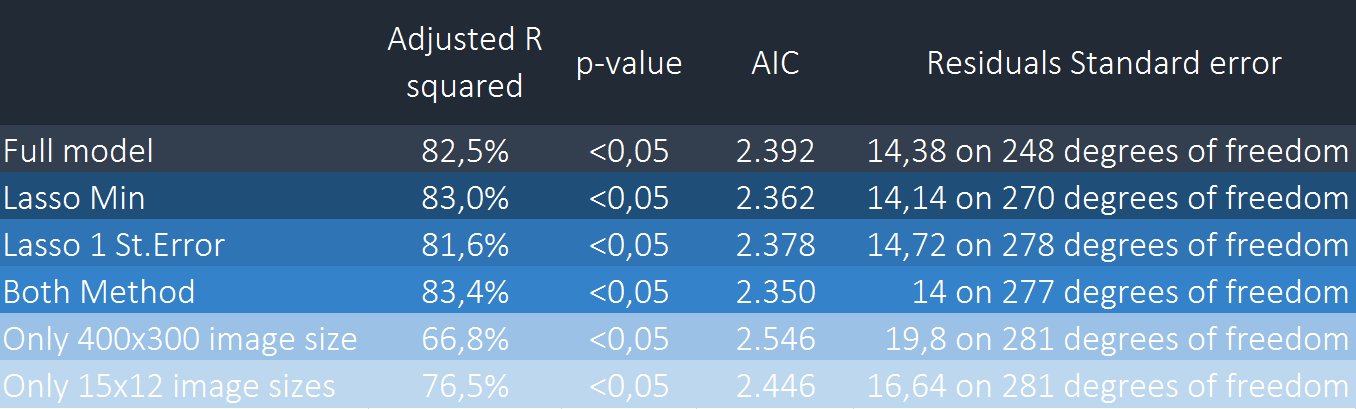 Adjusted R squared p-value AIC Residuals Standard error
Full model 82,5% <0,05 2.392 14,38 on 248 degrees of freedom
Lasso Min 83,0% <0,05 2.362 14,14 on 270 degrees of freedom
Lasso 1 St.Error 81,6% <0,05 2.378 14,72 on 278 degrees of freedom
Both Method 83,4% <0,05 2.350 14 on 277 degrees of freedom
Only 400x300 image size 66,8% <0,05 2.546 19,8 on 281 degrees of freedom
Only 15x12 image sizes 76,5% <0,05 2.446 16,64 on 281 degrees of freedom